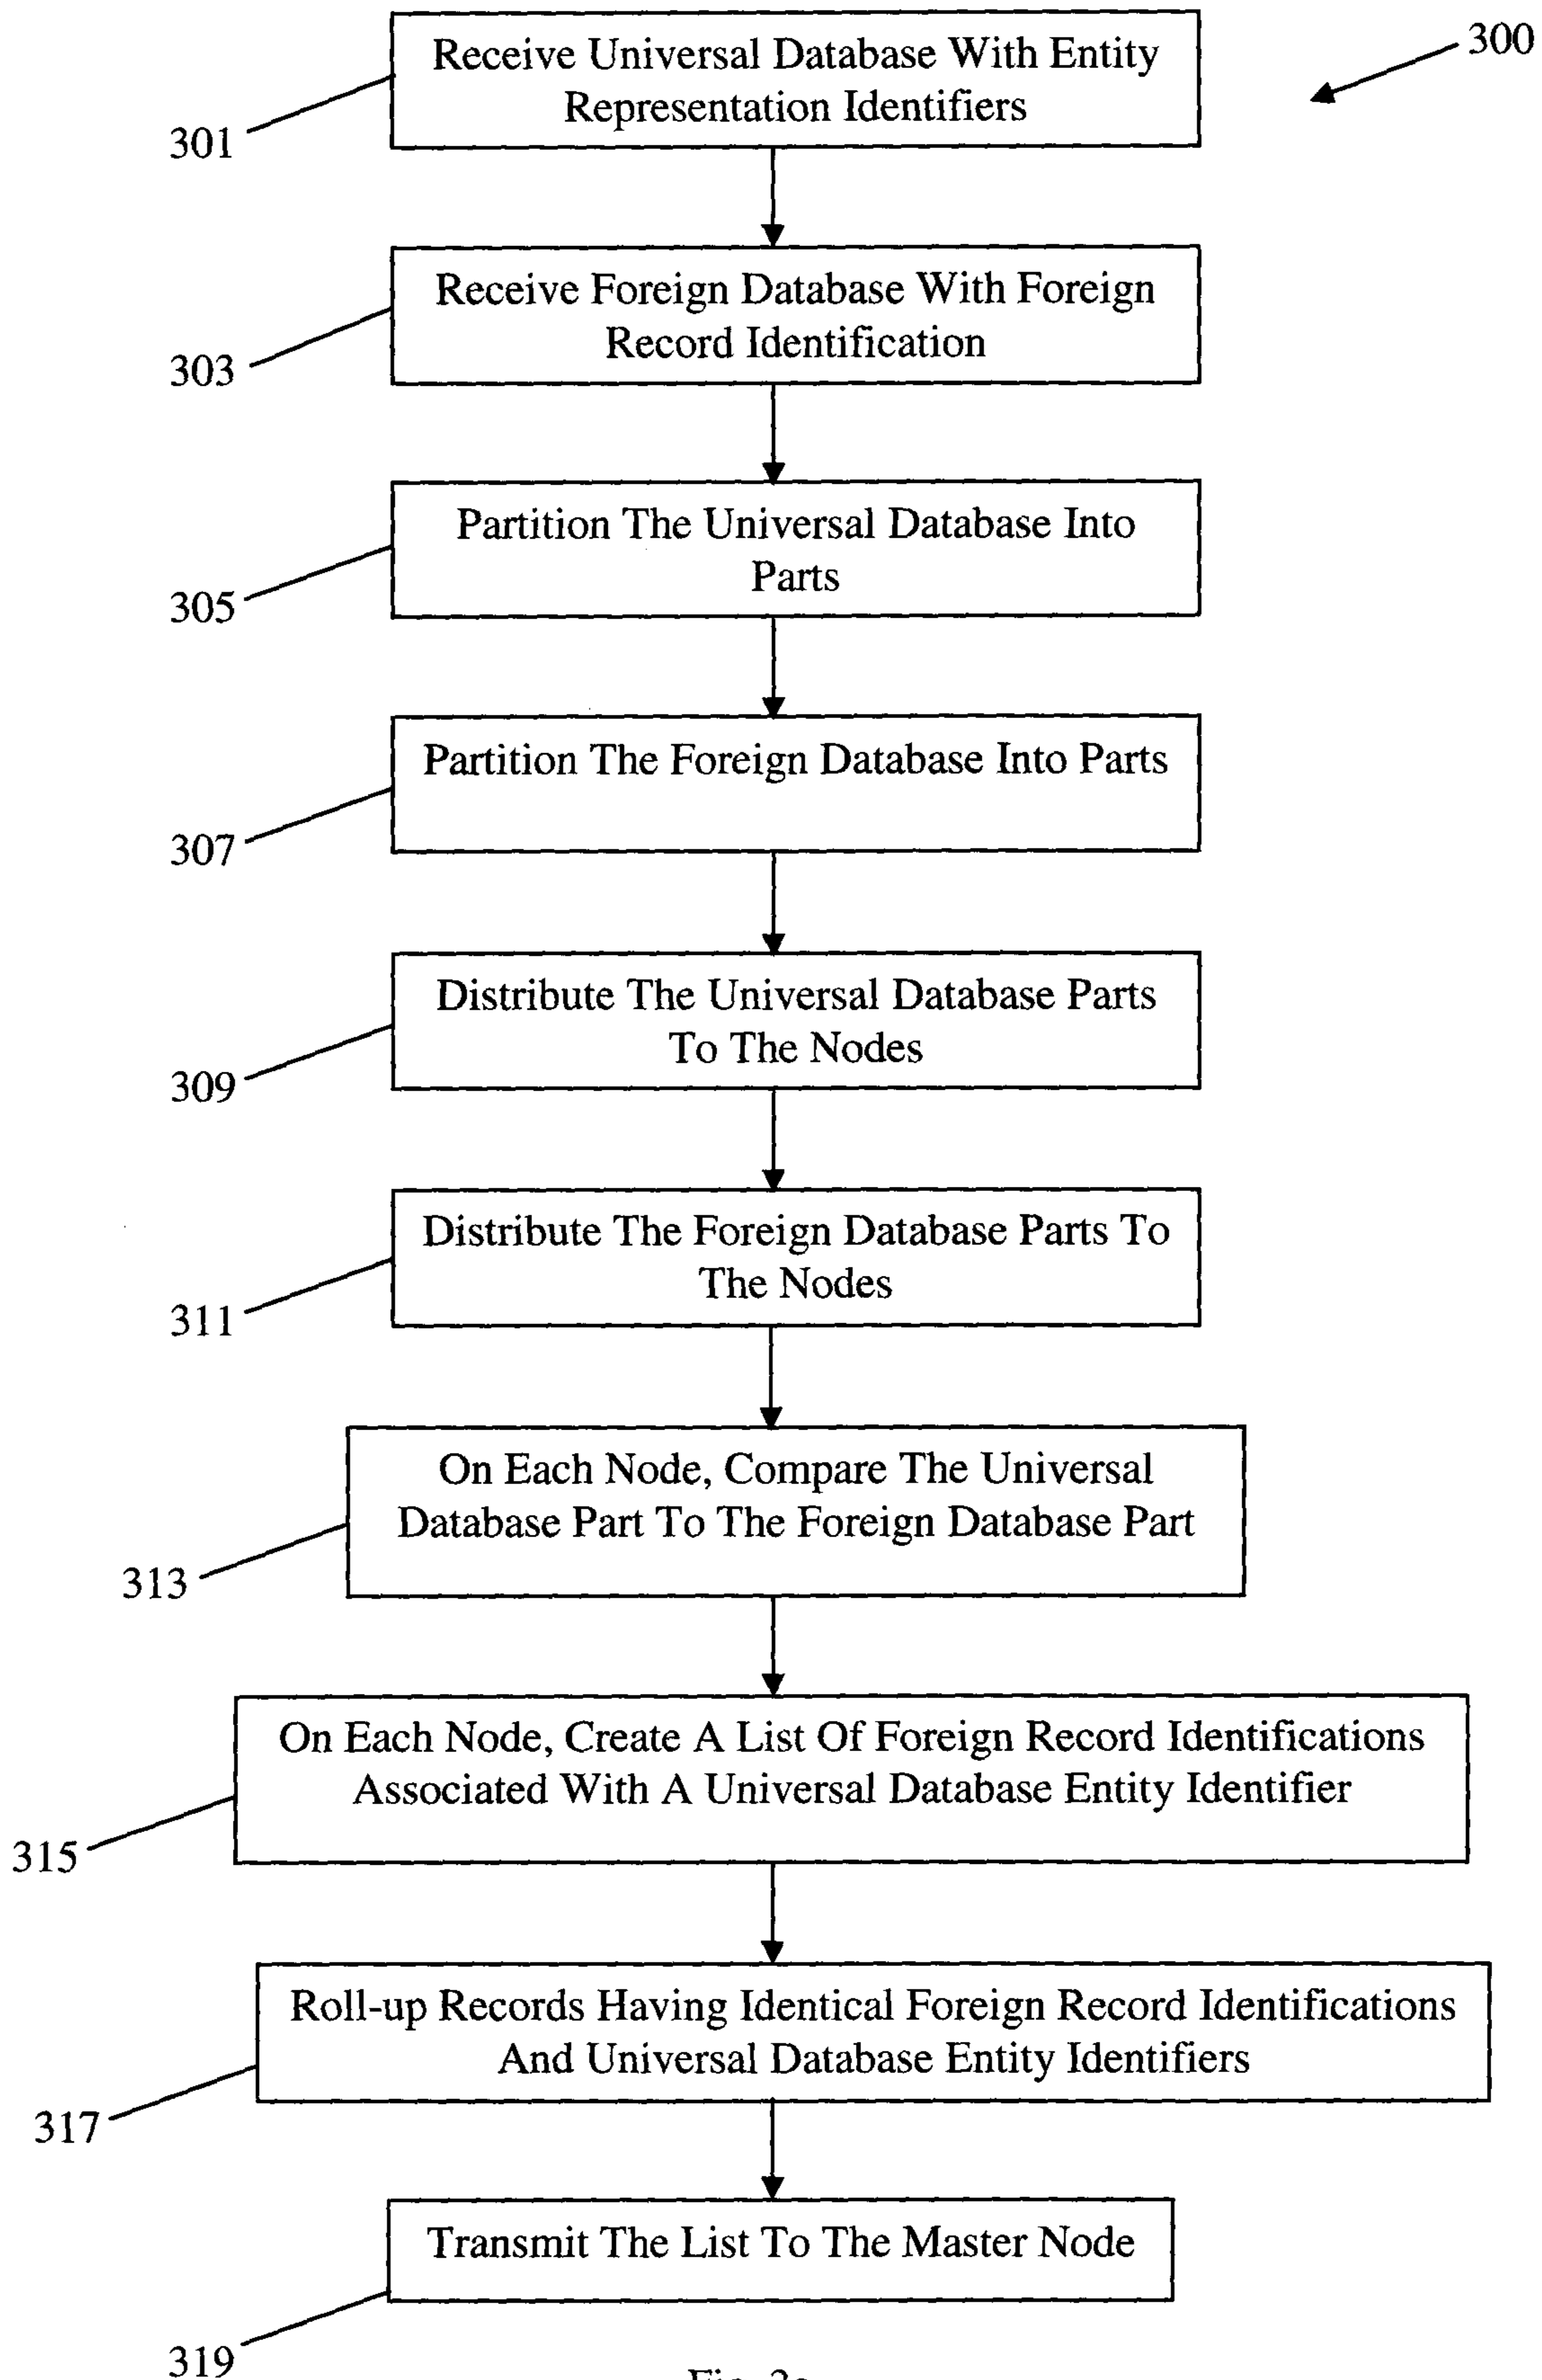 300
Receive Universal Database With Entity
Representation Identifiers
301
Receive Foreign Database With Foreign
Record Identification
303
Partition The Universal Database Into
Parts
305
Partition The Foreign Database Into Parts
307
Distribute The Universal Database Parts
To The Nodes
309
Distribute The Foreign Database Parts To
The Nodes
311
On Each Node, Compare The Universal
Database Part To The Foreign Database Part
313
On Each Node, Create A List Of Foreign Record Identifications
Associated With A Universal Database Entity Identifier
315
Roll-up Records Having Identical Foreign Record Identifications
And Universal Database Entity Identifiers
317
Transmit The List To The Master Node
319